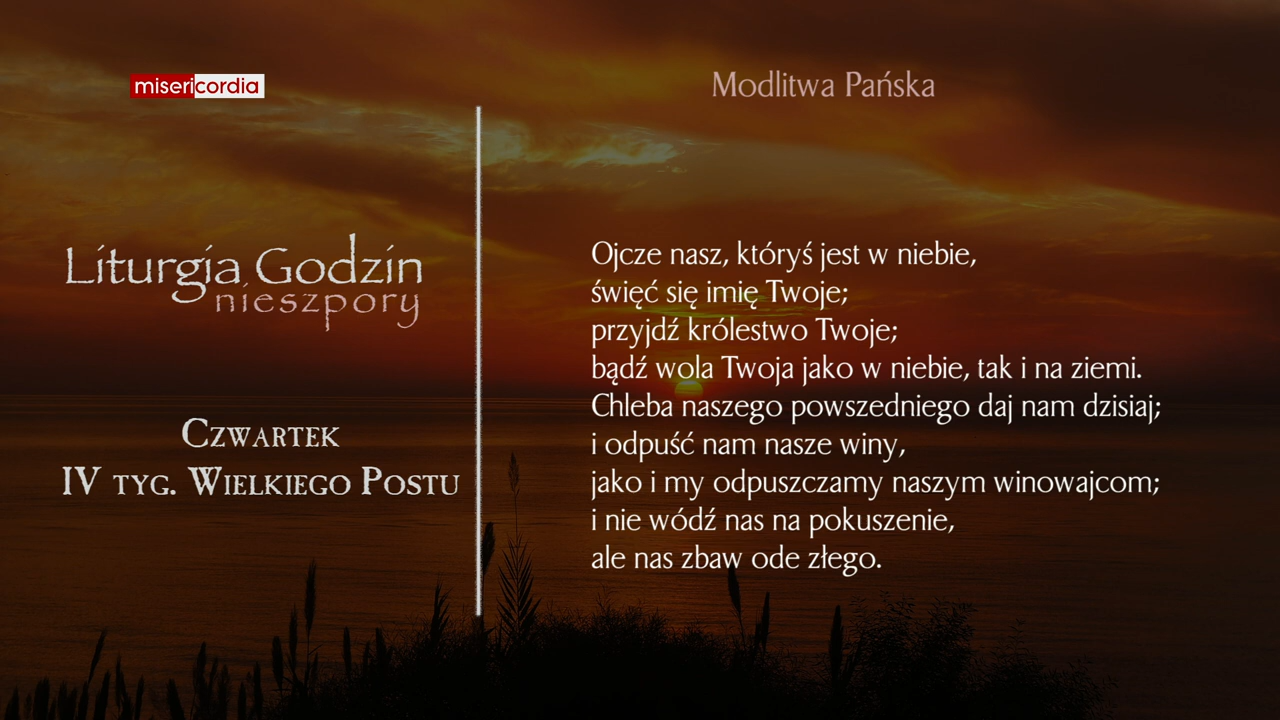 misericordia
Liturgia Godzin
nieszpory
Czwartek
IV tyg. Wielkiego Postu
Modlitwa Pańska
Ojcze nasz, któryś jest w niebie,
święć się imię Twoje;
przyjdź królestwo Twoje;
bądź wola Twoja jako w niebie, tak i na ziemi.
Chleba naszego powszedniego daj nam dzisiaj;
i odpuść nam nasze winy,
jako i my odpuszczamy naszym winowajcom;
i nie wódź nas na pokuszenie,
ale nas zbaw ode złego.